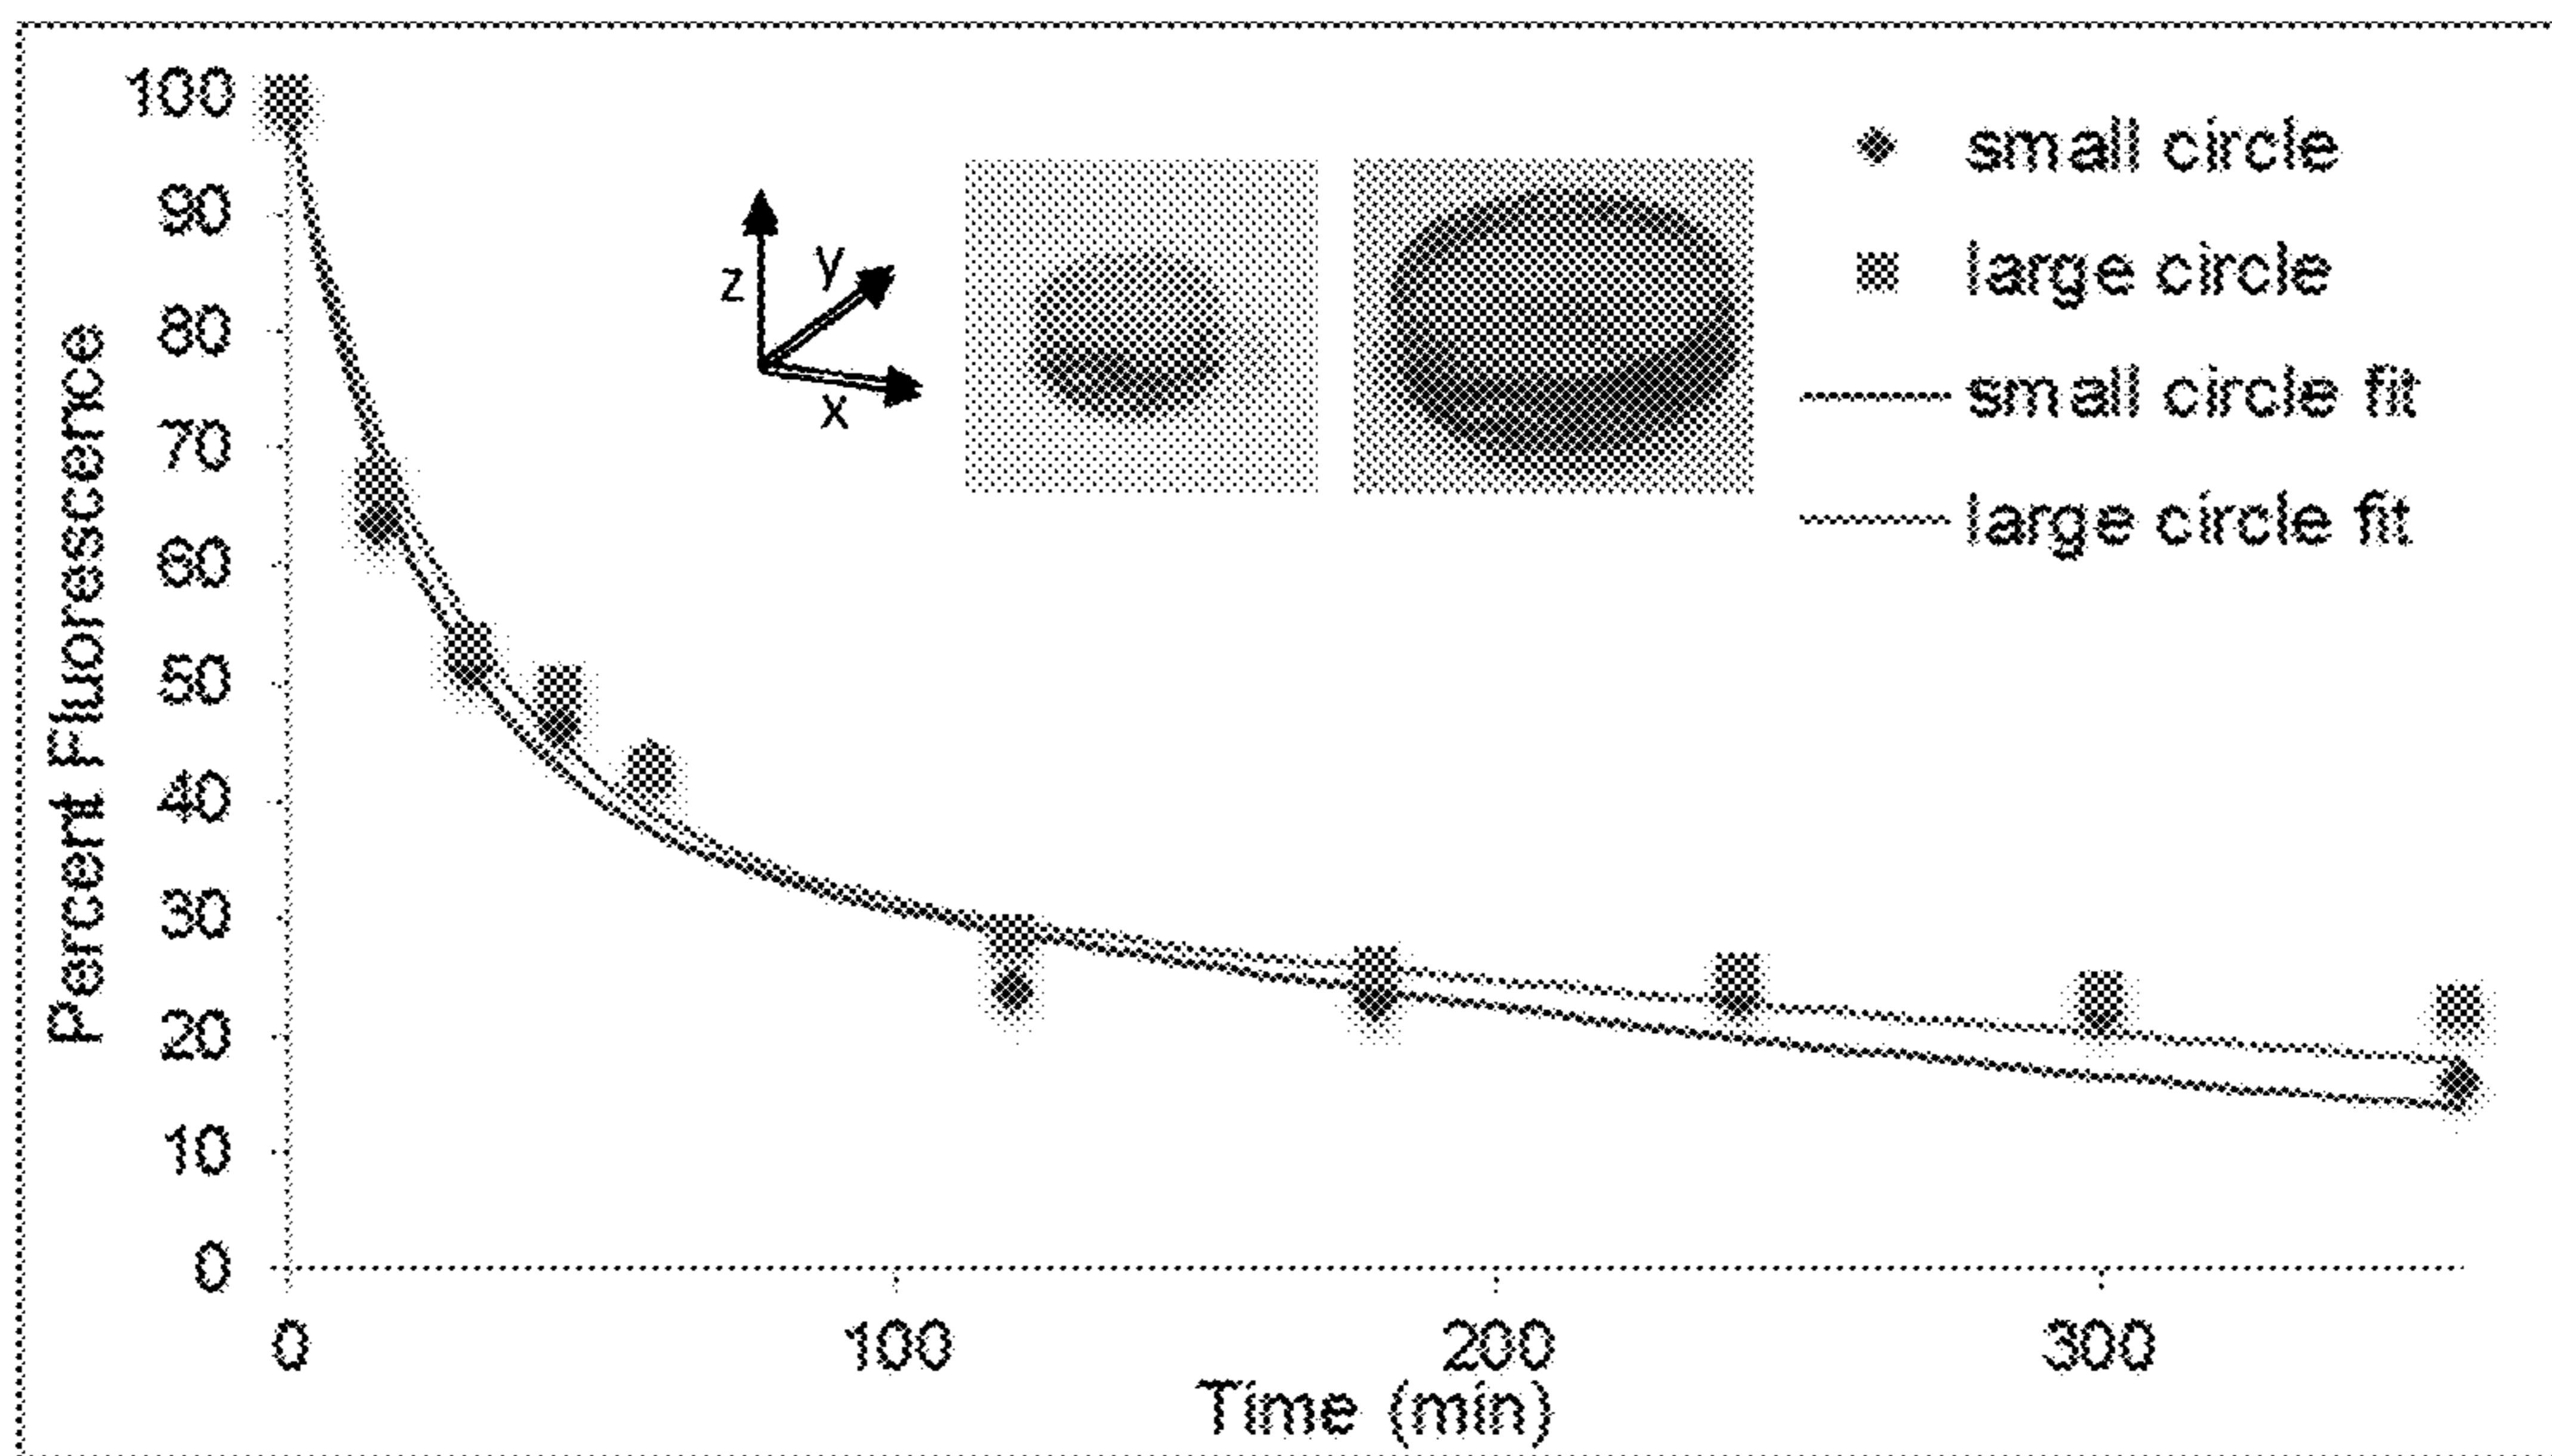 100
90
80
70
60
50
40
30
20
10
0
Percent Fluorescence
z
y
x
small circle
large circle
small circle fit
large circle fit
0 100 200 300
Time (min)